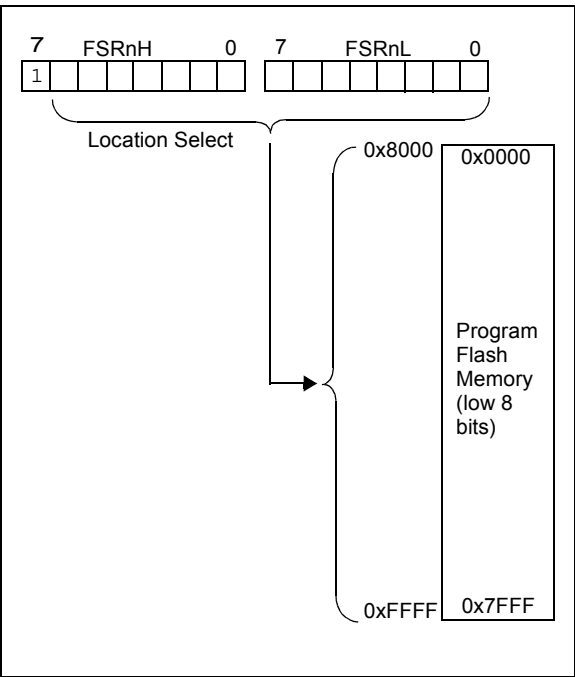 7 FSRnH 0 7 FSRnL 0
1
Location Select
0x8000 0x0000
Program
Flash
Memory
(low 8
bits)
0xFFFF 0x7FFF